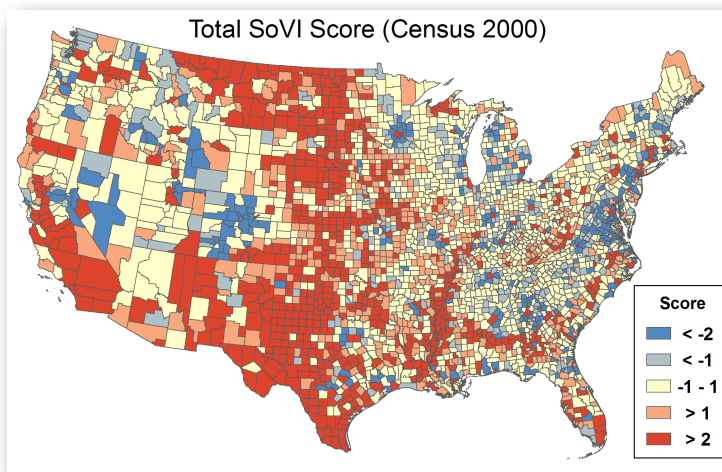 Total SoVI Score (Census 2000)
Score
< -2
< -1
-1 - 1
> 1
> 2